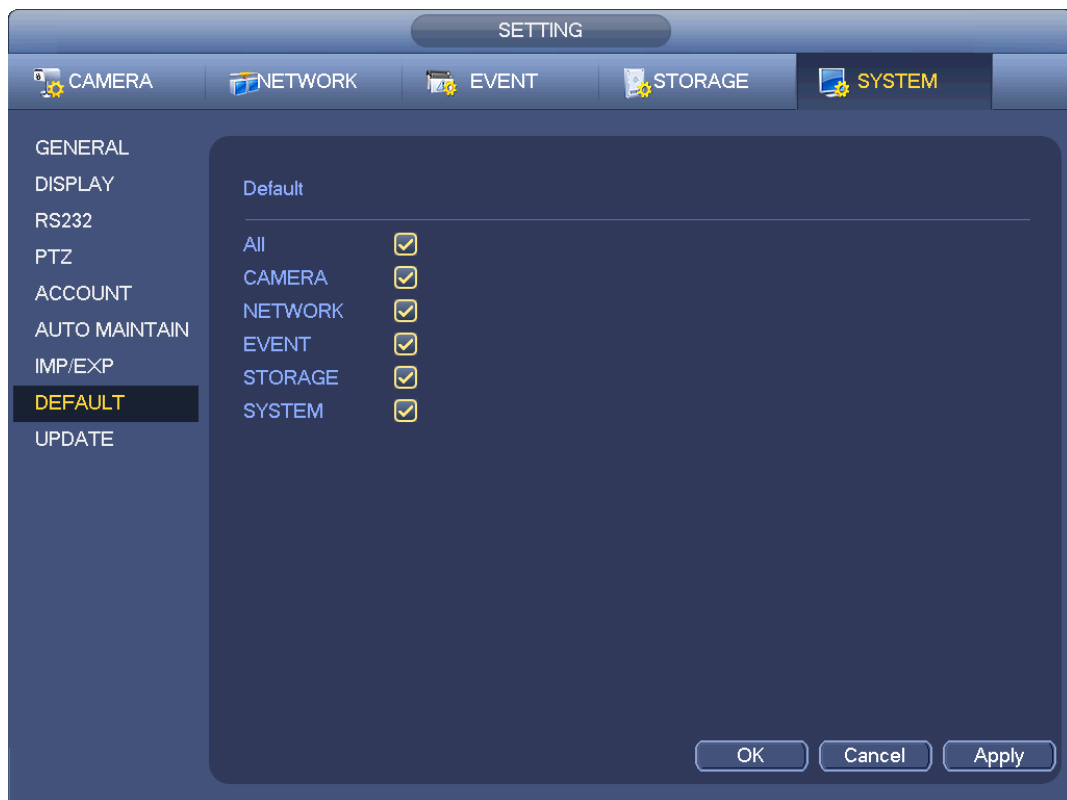 SETTING
CAMERA NETWORK EVENT STORAGE SYSTEM
GENERAL
DISPLAY
RS232
PTZ
ACCOUNT
AUTO MAINTAIN
IMP/EXP
DEFAULT
UPDATE
Default
All
CAMERA
NETWORK
EVENT
STORAGE
SYSTEM
OK Cancel Apply